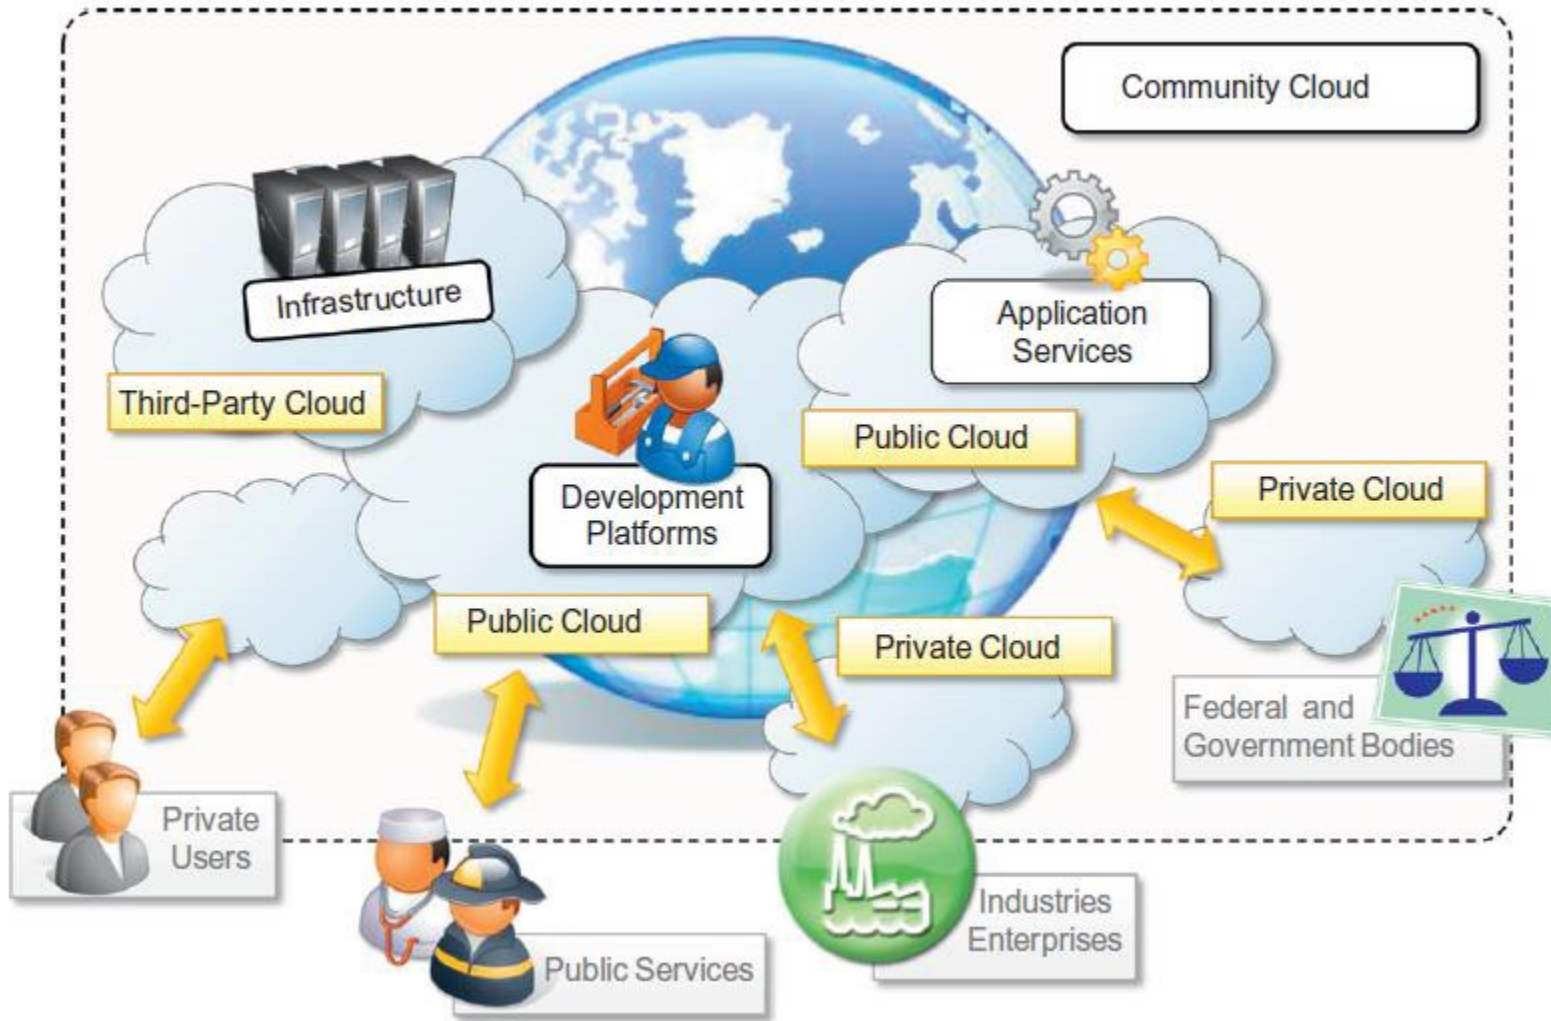 Community Cloud
Infrastructure
Application
Services
Third-Party Cloud
Public Cloud
Development
Platforms
Private Cloud
Public Cloud
Private Cloud
Federal and
Government Bodies
Private
Users
Industries
Enterprises
Public Services